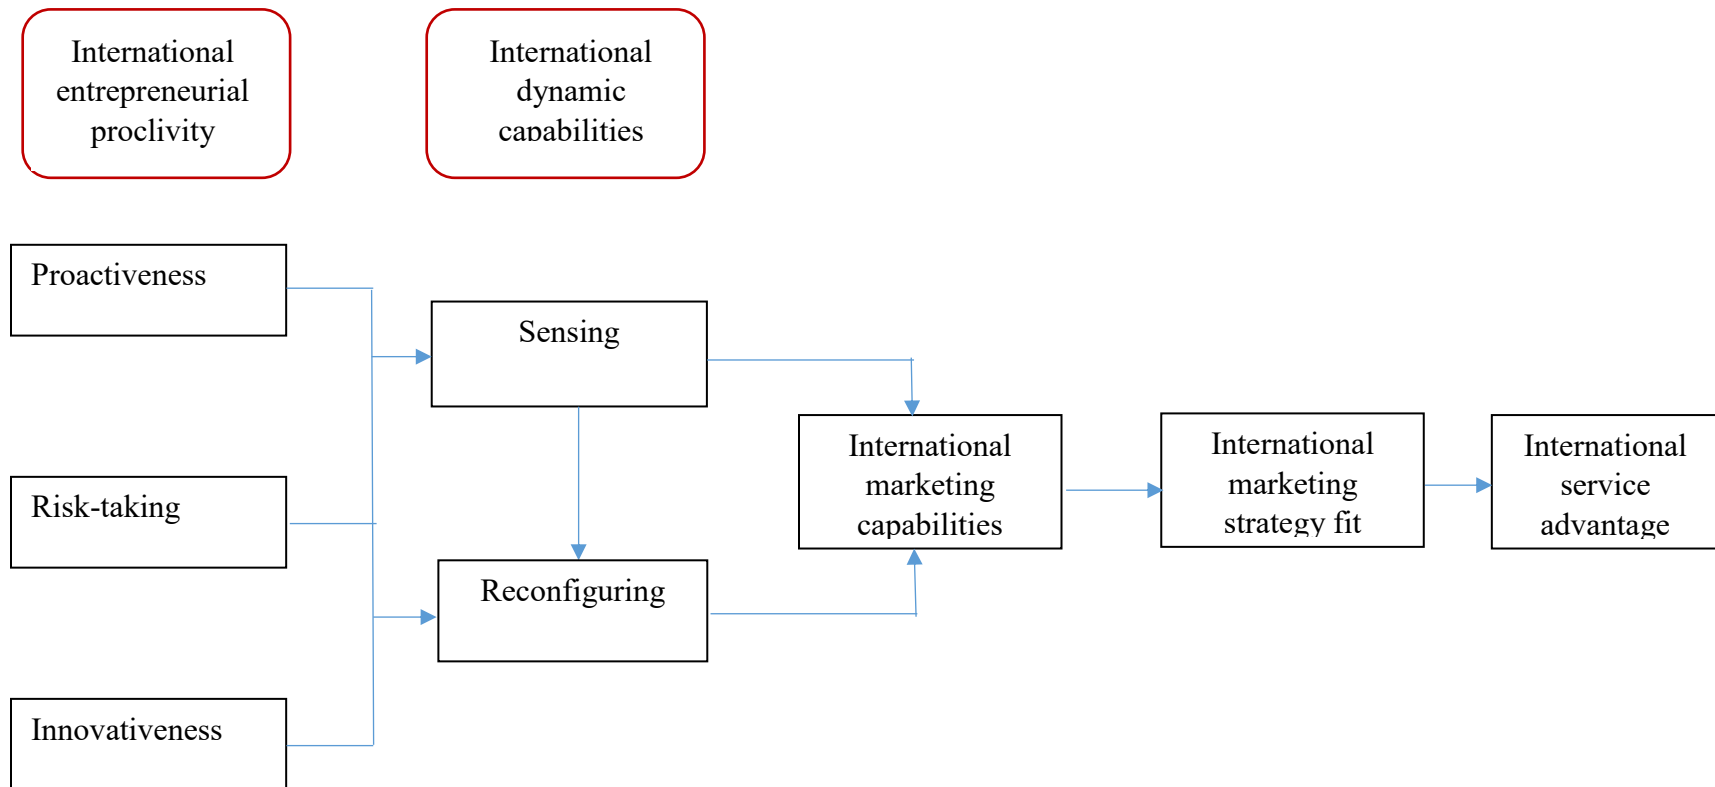 International
entrepreneurial
proclivity
International
dynamic
capabilities
Proactiveness
Sensing
International
marketing
capabilities
International
marketing
strategy fit
International
service
advantage
Risk-taking
Reconfiguring
Innovativeness